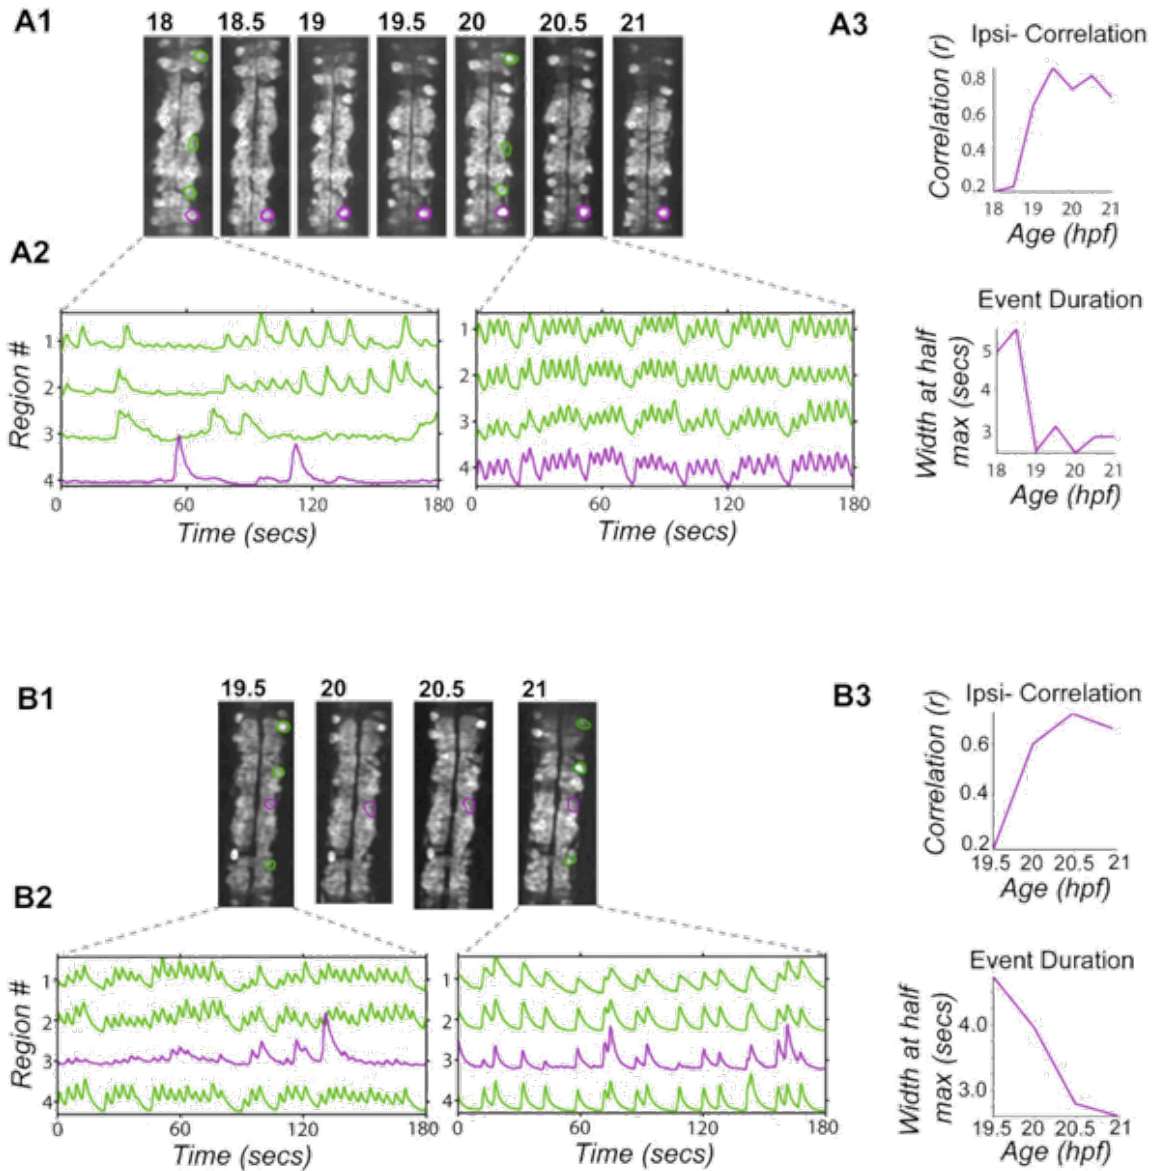 A1
18 18.5 19 19.5 20 20.5 21
A3
Ipsi- Correlation
Correlation (r)
0.8
0.6
0.4
0.2
18 19 20 21
Age (hpf)
A2
Region #
1
2
3
4
0 60 120 180
Time (secs)
1
2
3
4
0 60 120 180
Time (secs)
Event Duration
Width at half
max (secs)
5
4
3
18 19 20 21
Age (hpf)
B1
19.5 20 20.5 21
B3
Ipsi- Correlation
Correlation (r)
0.6
0.4
0.2
19.5 20 20.5 21
Age (hpf)
B2
Region #
1
2
3
4
0 60 120 180
Time (secs)
0 60 120 180
Time (secs)
1
2
3
4
Event Duration
Width at half
max (secs)
4.0
3.0
19.5 20 20.5 21
Age (hpf)